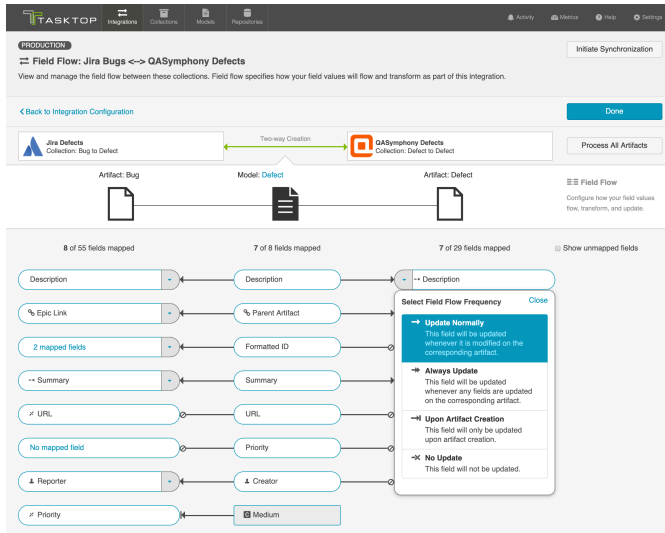 TASKTOP
Integrations
Collections
Models
Repositories
Activity
Metrics
Help
Settings
PRODUCTION
Field Flow: Jira Bugs <--> QASymphony Defects
View and manage the field flow between these collections. Field flow specifies how your field values will flow and transform as part of this integration.
Initiate Synchronization
Back to Integration Configuration
Done
Jira Defects
Collection: Bug to Defect
Two-way Creation
QASymphony Defects
Collection: Defect to Defect
Process All Artifacts
Artifact: Bug
Model: Defect
Artifact: Defect
Field Flow
Configure how your field values
flow, transform, and update.
8 of 55 fields mapped
7 of 8 fields mapped
7 of 29 fields mapped
Show unmapped fields
Description
Description
Description
Epic Link
Parent Artifact
2 mapped fields
Formatted ID
Summary
Summary
URL
URL
No mapped field
Priority
Reporter
Creator
Priority
C Medium
Select Field Flow Frequency
Close
Update Normally
This field will be updated
whenever it is modified on the
corresponding artifact.
Always Update
This field will be updated
whenever any fields are updated
on the corresponding artifact.
Upon Artifact Creation
This field will only be updated
upon artifact creation.
No Update
This field will not be updated.